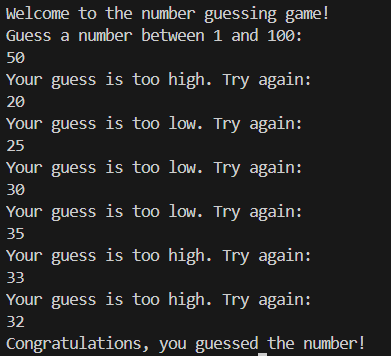 Welcome to the number guessing game!
Guess a number between 1 and 100:
50
Your guess is too high. Try again:
20
Your guess is too low. Try again:
25
Your guess is too low. Try again:
30
Your guess is too low. Try again:
35
Your guess is too high. Try again:
33
Your guess is too high. Try again:
32
Congratulations, you guessed the number!